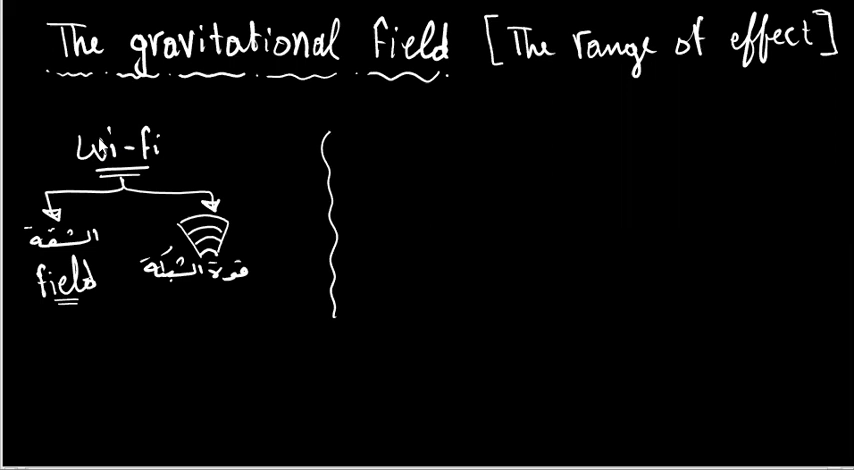 The gravitational field [The range of effect]
wi-fi
الشقة
قوة الشبكة
field